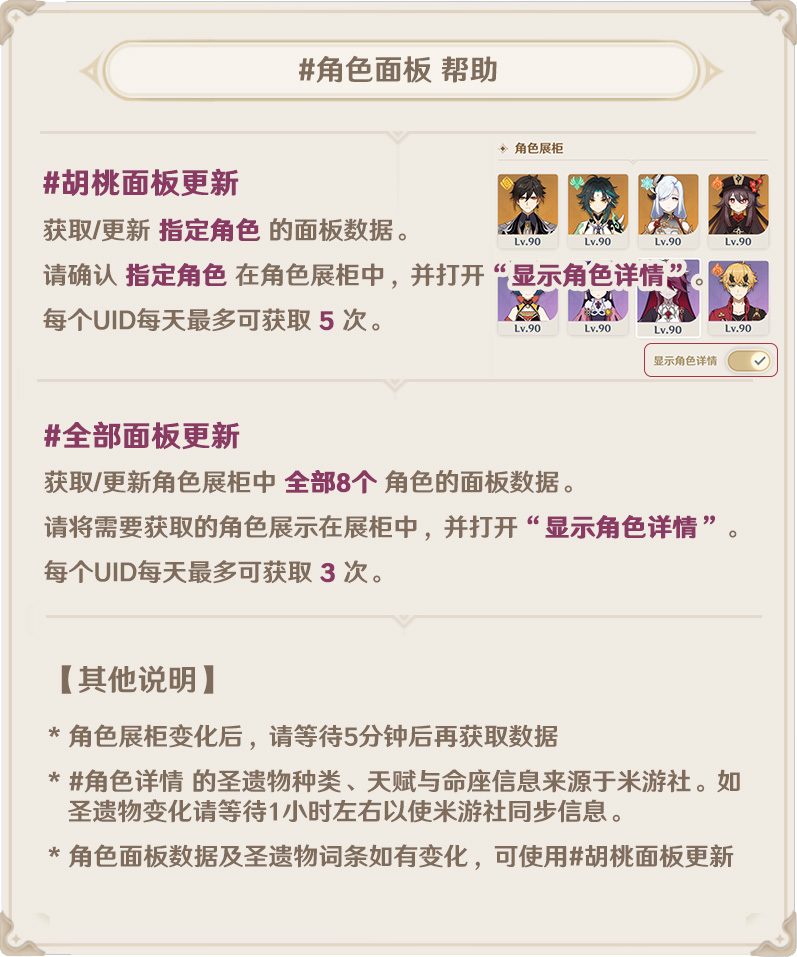 #角色面板 帮助
角色展柜
Lv.90 Lv.90 Lv.90 Lv.90
#胡桃面板更新
获取/更新 指定角色 的面板数据。
请确认 指定角色 在角色展柜中，并打开“显示角色详情”。
每个UID每天最多可获取 5 次。
Lv.90 Lv.90 Lv.90 Lv.90
显示角色详情
#全部面板更新
获取/更新角色展柜中 全部8个 角色的面板数据。
请将需要获取的角色展示在展柜中，并打开“显示角色详情”。
每个UID每天最多可获取 3 次。
【其他说明】
* 角色展柜变化后，请等待5分钟后再获取数据
* #角色详情 的圣遗物种类、天赋与命座信息来源于米游社。如
圣遗物变化请等待1小时左右以使米游社同步信息。
* 角色面板数据及圣遗物词条如有变化，可使用#胡桃面板更新